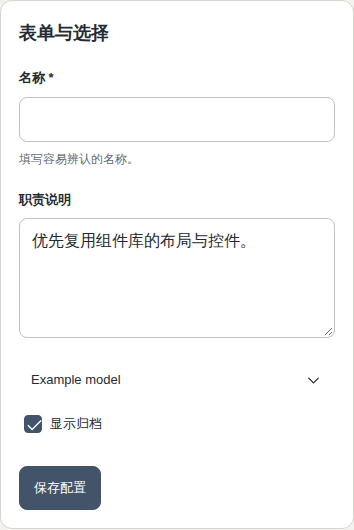 表单与选择
名称 *
填写容易辨认的名称。
职责说明
优先复用组件库的布局与控件。
Example model
显示归档
保存配置